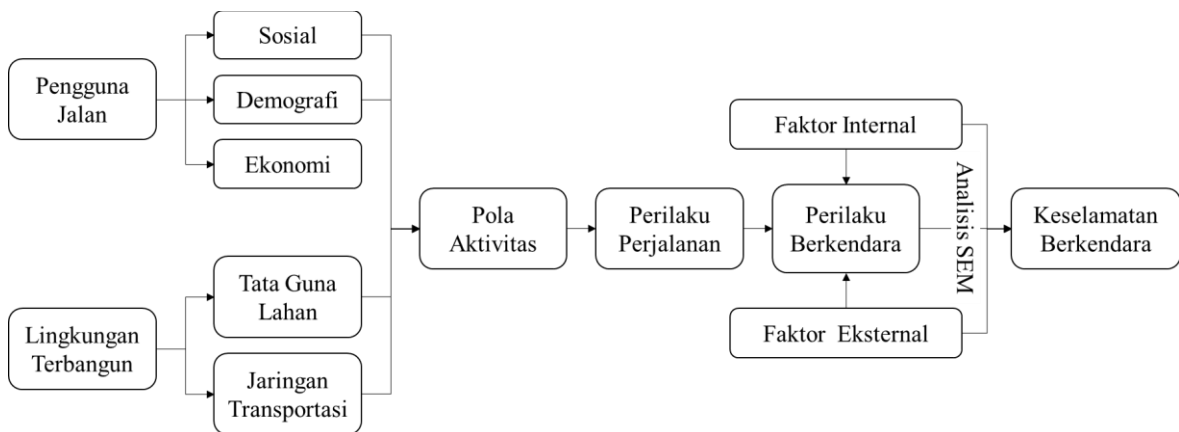 Pengguna
Jalan
Sosial
Demografi
Ekonomi
Lingkungan
Terbangun
Tata Guna
Lahan
Jaringan
Transportasi
Pola
Aktivitas
Perilaku
Perjalanan
Faktor Internal
Perilaku
Berkendara
Faktor Eksternal
Analisis SEM
Keselamatan
Berkendara